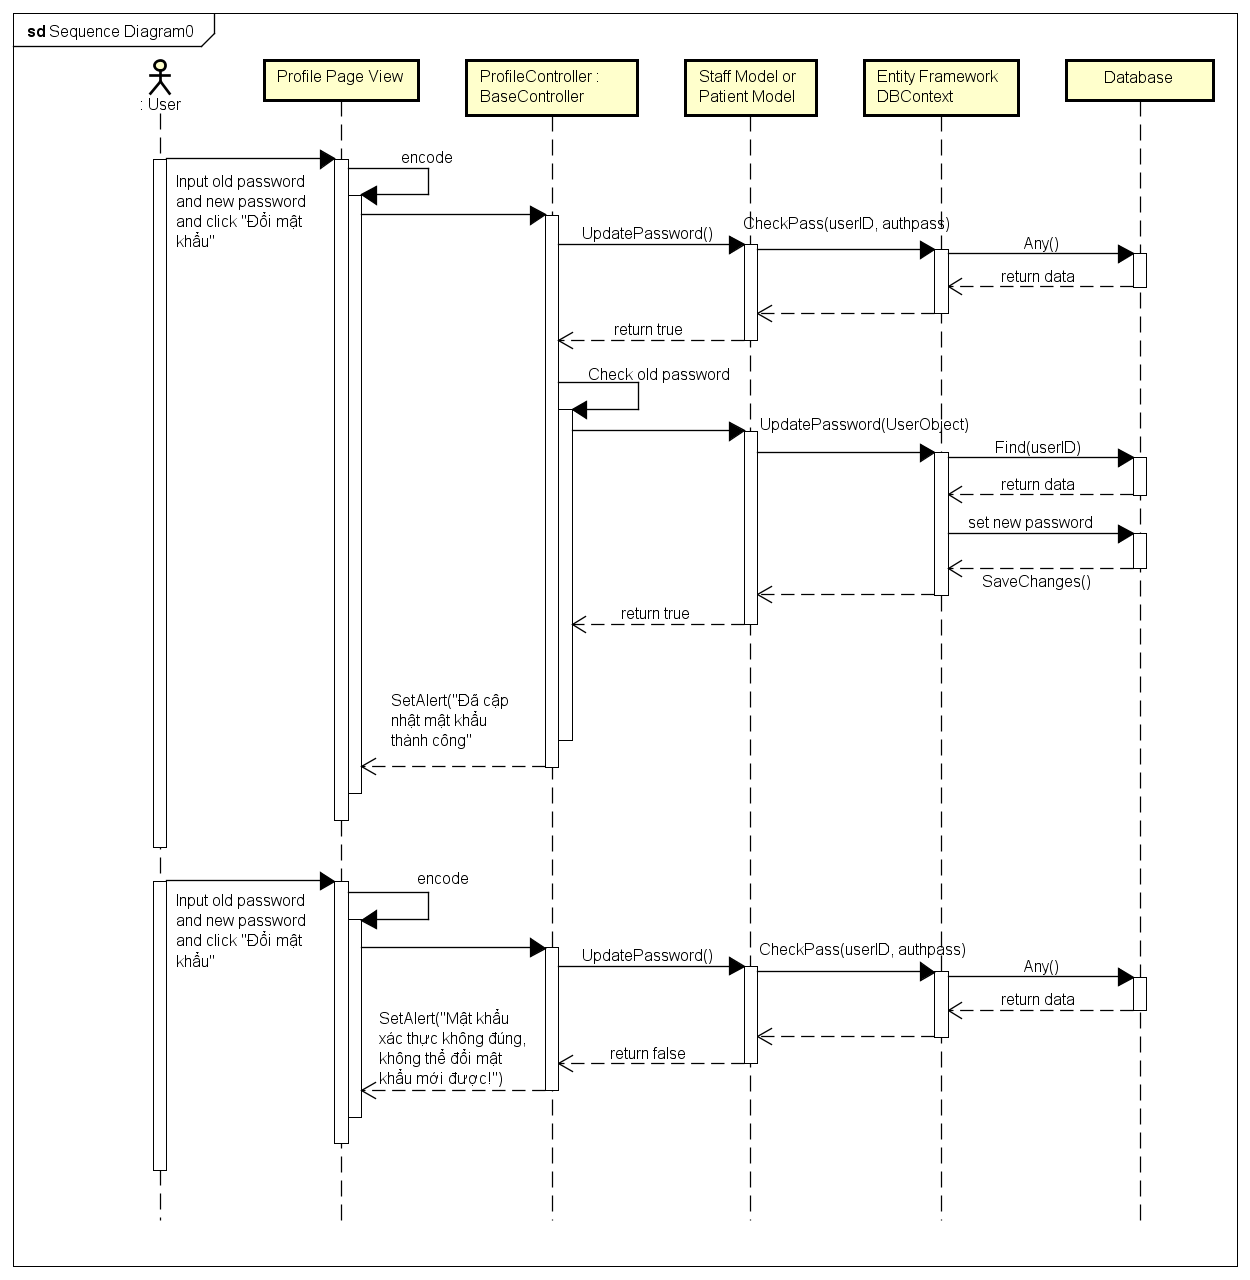 sd Sequence Diagram0
: User
Profile Page View
ProfileController :
BaseController
Staff Model or
Patient Model
Entity Framework
DBContext
Database
encode
Input old password
and new password
and click "Đổi mật
khẩu"
UpdatePassword()
CheckPass(userID, authpass)
Any()
return data
return true
Check old password
UpdatePassword(UserObject)
Find(userID)
return data
set new password
SaveChanges()
return true
SetAlert("Đã cập
nhật mật khẩu
thành công"
encode
Input old password
and new password
and click "Đổi mật
khẩu"
UpdatePassword()
CheckPass(userID, authpass)
Any()
return data
SetAlert("Mật khẩu
xác thực không đúng,
không thể đổi mật
khẩu mới được!")
return false